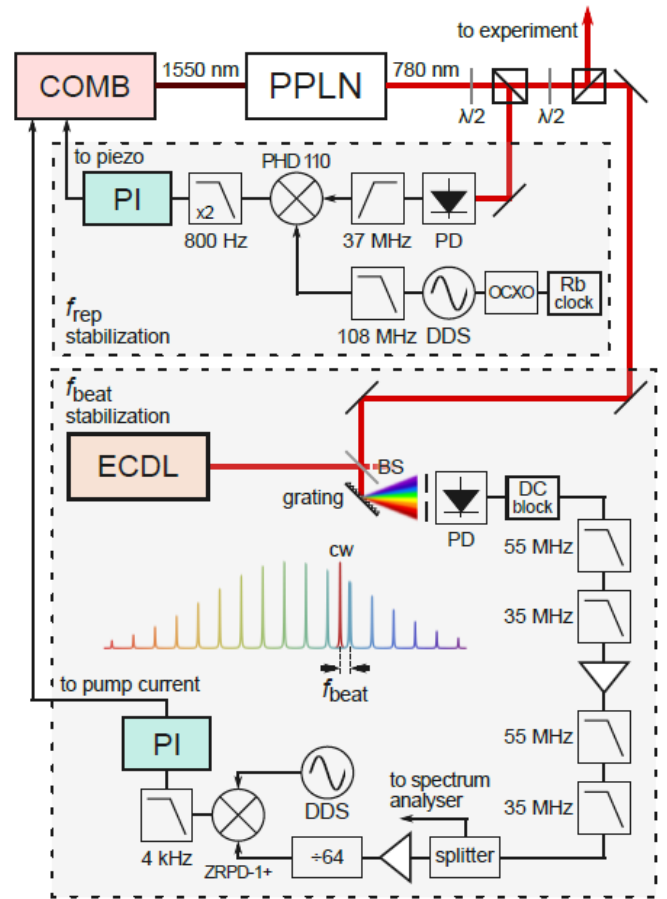 to experiment
COMB
1550 nm
PPLN
780 nm
λ/2
λ/2
to piezo
PHD 110
PI
x2
800 Hz
37 MHz
PD
frep
stabilization
108 MHz
DDS
OCXO
Rb
clock
fbeat
stabilization
ECDL
BS
grating
PD
DC
block
55 MHz
cw
35 MHz
fbeat
to pump current
55 MHz
PI
DDS
to spectrum
analyser
35 MHz
4 kHz
ZRPD-1+
÷64
splitter